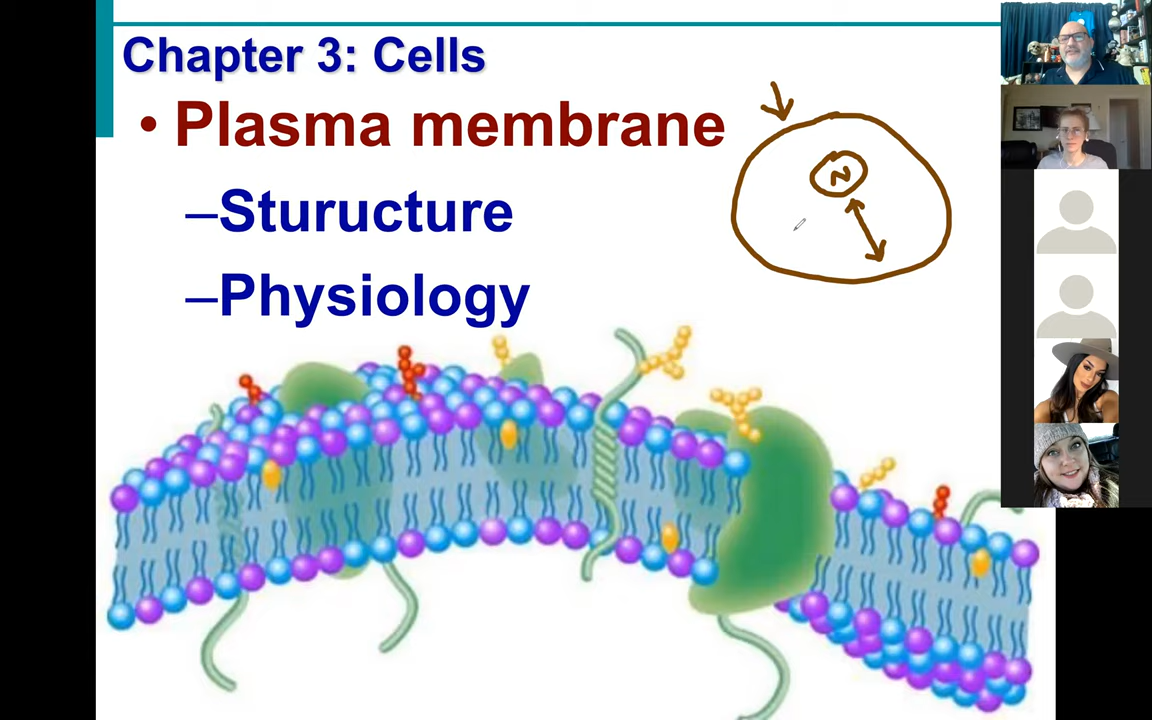 Chapter 3: Cells
• Plasma membrane
–Sturucture
–Physiology
N